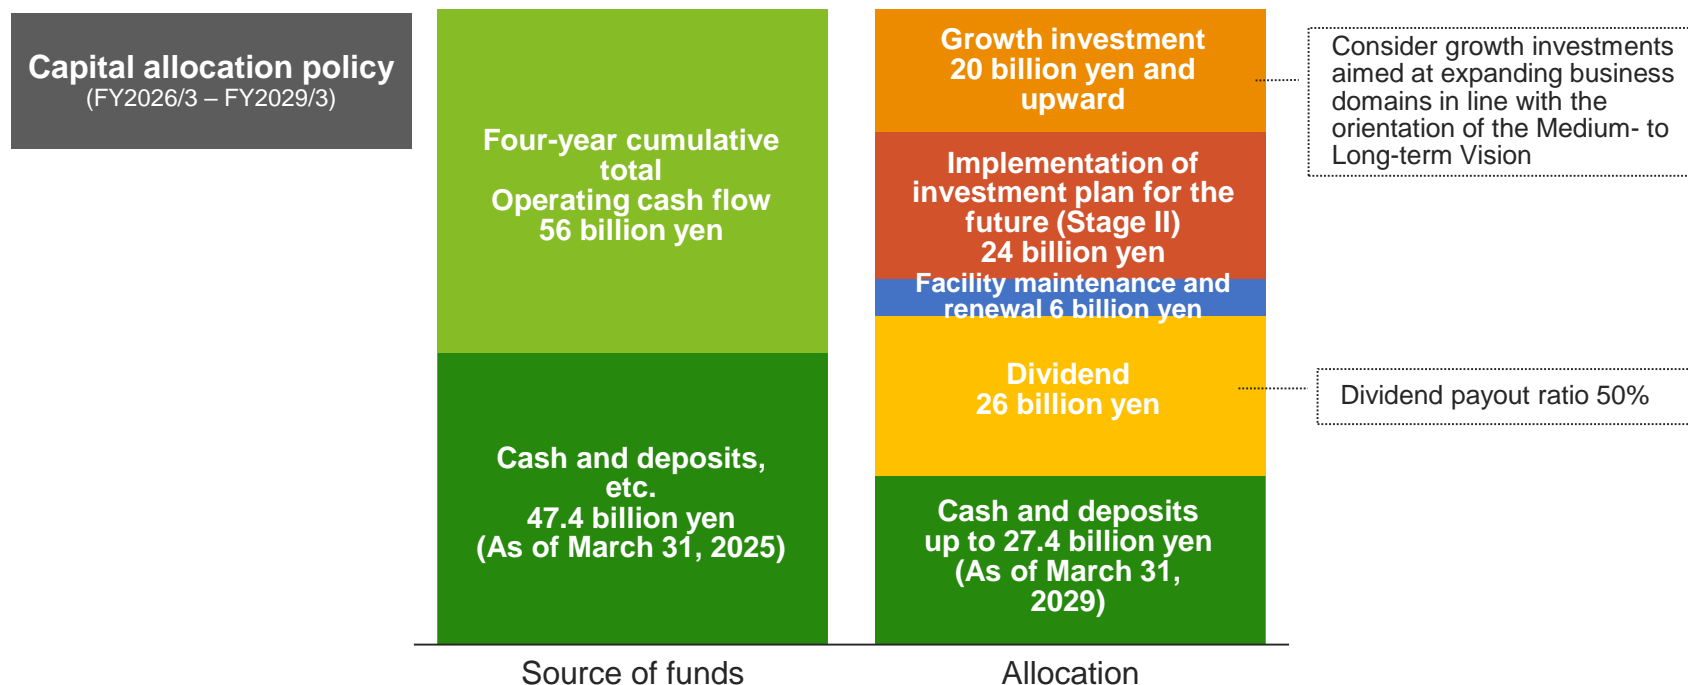 Capital allocation policy
(FY2026/3 – FY2029/3)
Four-year cumulative
total
Operating cash flow
56 billion yen
Cash and deposits,
etc.
47.4 billion yen
(As of March 31, 2025)
Source of funds
Growth investment
20 billion yen and
upward
Implementation of
investment plan for the
future (Stage II)
24 billion yen
Facility maintenance and
renewal 6 billion yen
Dividend
26 billion yen
Cash and deposits
up to 27.4 billion yen
(As of March 31,
2029)
Allocation
Consider growth investments
aimed at expanding business
domains in line with the
orientation of the Medium- to
Long-term Vision
Dividend payout ratio 50%